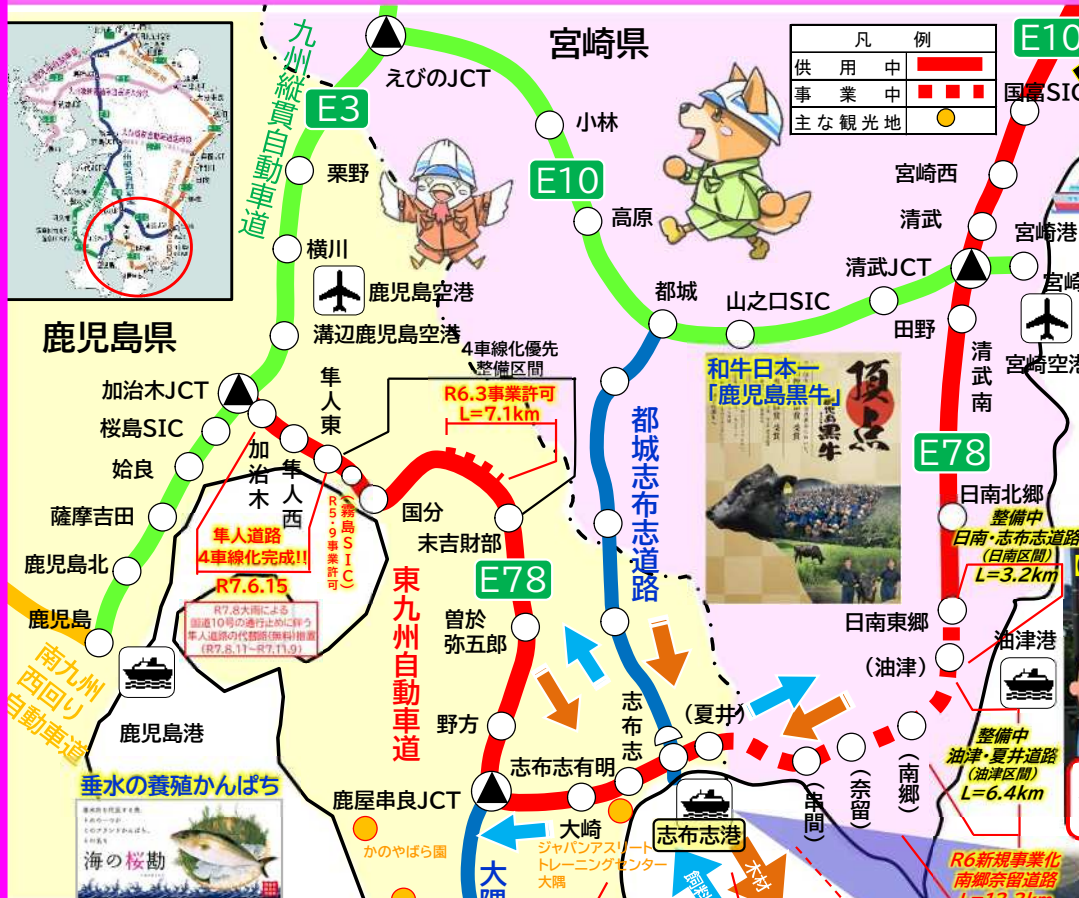 宮崎県
凡 例
供用中
事業中
主な観光地
E10
国富SIC
えびのJCT
九州縦貫自動車道
E3
小林
栗野
E10
宮崎西
高原
清武
横川
宮崎港
鹿児島空港
都城
清武JCT
山之口SIC
宮崎
鹿児島県
溝辺鹿児島空港
田野
4車線化優先
整備区間
清武南
宮崎空港
加治木JCT
隼人東
R6.3事業許可
L=7.1km
和牛日本一
「鹿児島黒牛」
頂点
桜島SIC
加治木
隼人西
都城志布志道路
E78
姶良
(霧島SIC)
R5.9事業許可
国分
日南北郷
薩摩吉田
末吉財部
整備中
日南・志布志道路
(日南区間)
L=3.2km
隼人道路
4車線化完成!!
R7.6.15
鹿児島北
E78
東九州自動車道
R7.8大雨による
国道10号の通行止めに伴う
隼人道路の代替路(無料)措置
(R7.8.11~R7.11.9)
鹿児島
曽於
弥五郎
日南東郷
油津港
(油津)
南九州
西回り
自動車道
鹿児島港
野方
志布志
(夏井)
整備中
油津・夏井道路
(油津区間)
L=6.4km
垂水の養殖かんぱち
志布志有明
鹿屋串良JCT
(串間)
(奈留)
(南郷)
海の桜勘
かのやばら園
大崎
志布志港
ジャパンアスリート
トレーニングセンター
大隅
大隅
飼料
木材
R6新規事業化
南郷奈留道路